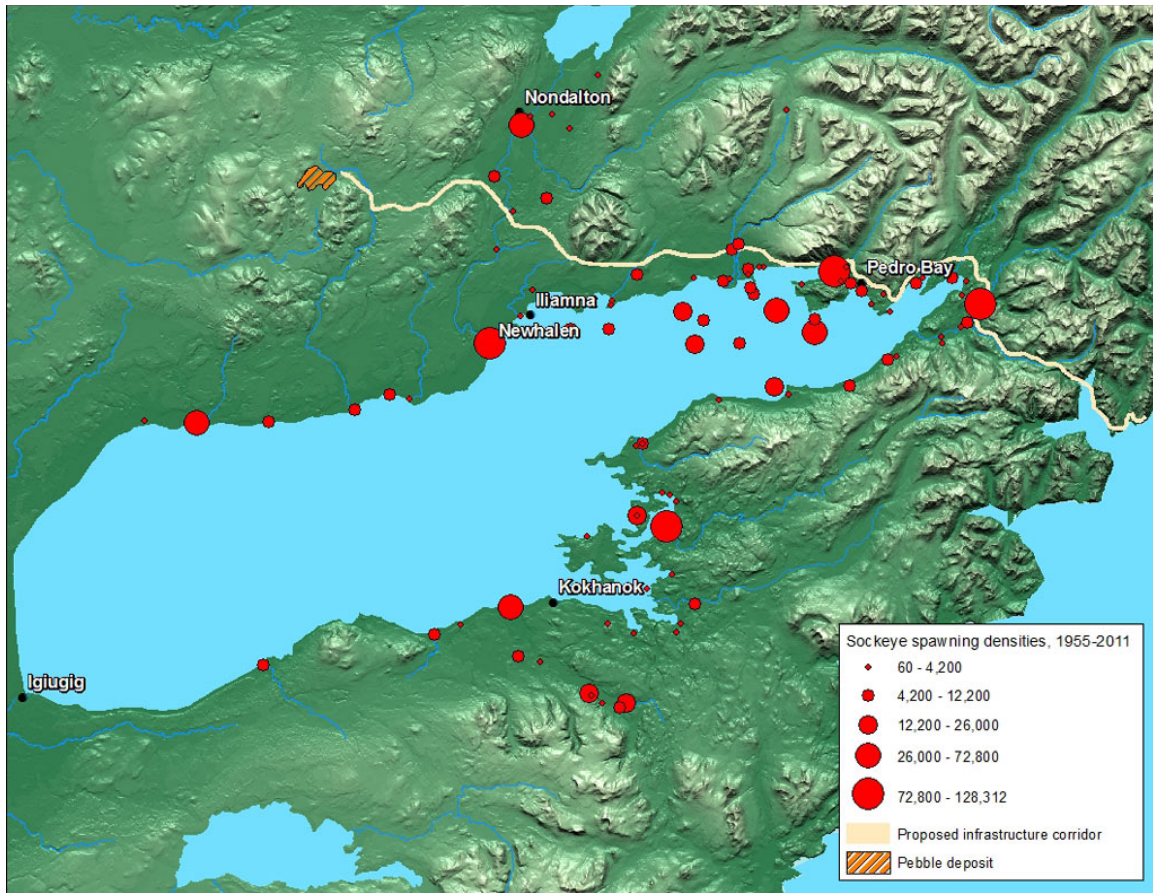 Nondalton
Pedro Bay
Iliamna
Newhalen
Kokhanok
Igiugig
Sockeye spawning densities, 1955-2011
60 - 4,200
4,200 - 12,200
12,200 - 26,000
26,000 - 72,800
72,800 - 128,312
Proposed infrastructure corridor
Pebble deposit